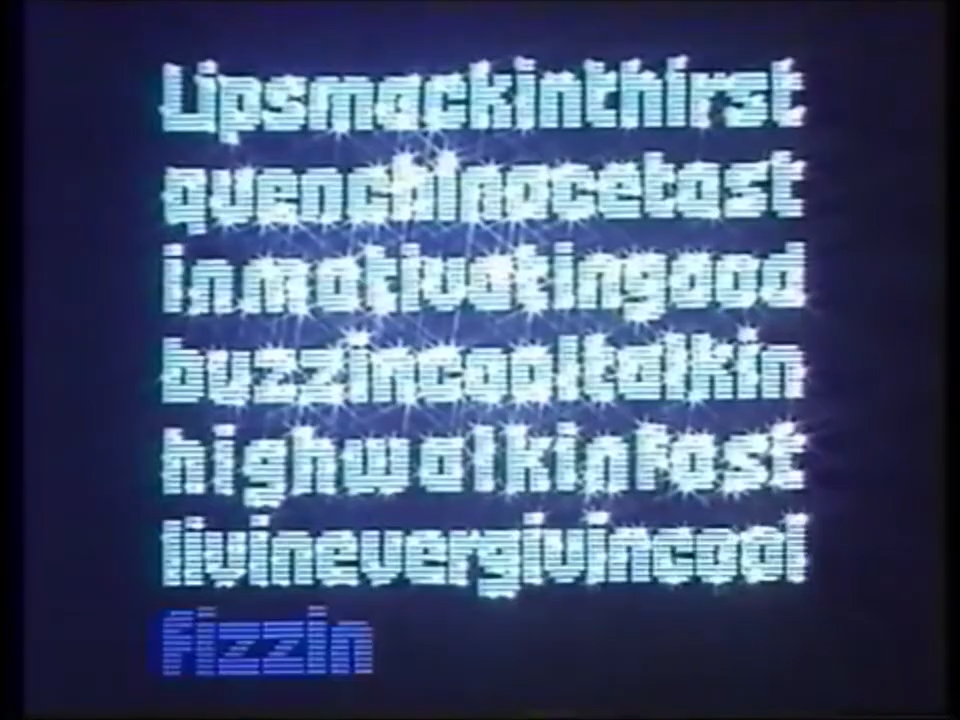 Lipsmackinthirst
quenchinacetast
inmotivatingood
buzzincooltalkin
highwalkinfast
livinevergivincool
fizzin